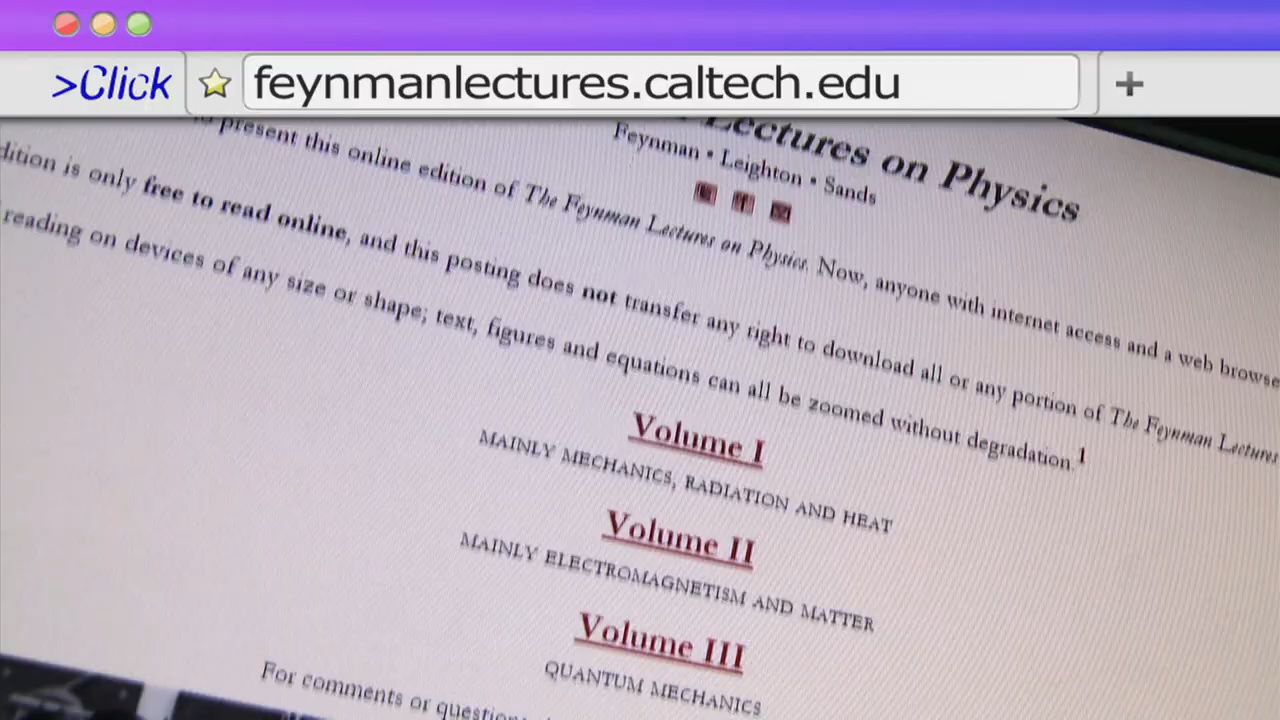 >Click
feynmanlectures.caltech.edu
+
Lectures on Physics
Feynman • Leighton • Sands
present this online edition of The Feynman Lectures on Physics. Now, anyone with internet access and a web browse
dition is only free to read online, and this posting does not transfer any right to download all or any portion of The Feynman Lectures
reading on devices of any size or shape; text, figures and equations can all be zoomed without degradation.1
Volume I
MAINLY MECHANICS, RADIATION AND HEAT
Volume II
MAINLY ELECTROMAGNETISM AND MATTER
Volume III
QUANTUM MECHANICS
For comments or question